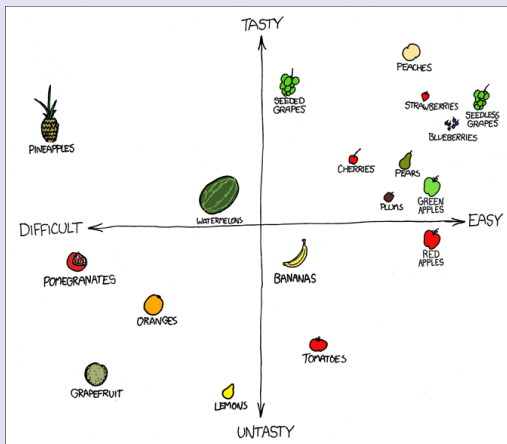 TASTY
PEACHES
SEEDED
GRAPES
STRAWBERRIES
SEEDLESS
GRAPES
BLUEBERRIES
PINEAPPLES
CHERRIES
PEARS
PLUMS
GREEN
APPLES
WATERMELONS
DIFFICULT
EASY
RED
APPLES
POMEGRANATES
BANANAS
ORANGES
TOMATOES
GRAPEFRUIT
LEMONS
UNTASTY